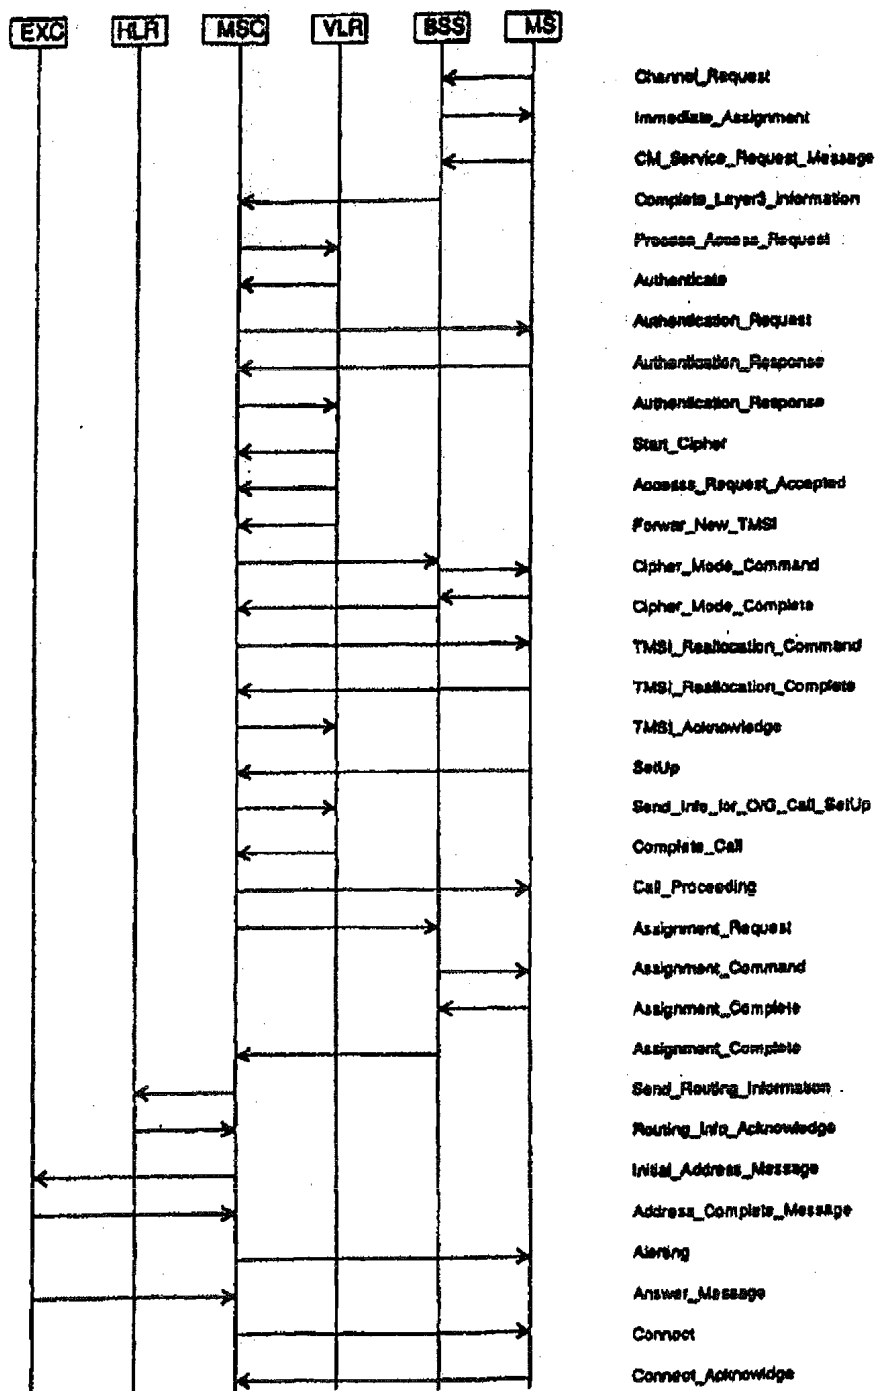 EXC HLR MSC VLR BSS MS
Channel_Request
Immediate_Assignment
CM_Service_Request_Message
Complete_Layer3_Information
Process_Access_Request
Authenticate
Authentication_Request
Authentication_Response
Authentication_Response
Start_Cipher
Accesss_Request_Accepted
Forwar_New_TMSI
Cipher_Mode_Command
Cipher_Mode_Complete
TMSI_Reallocation_Command
TMSI_Reallocation_Complete
TMSI_Acknowledge
SetUp
Send_Info_for_O/G_Call_SetUp
Complete_Call
Call_Proceeding
Assignment_Request
Assignment_Command
Assignment_Complete
Assignment_Complete
Send_Routing_Information
Routing_Info_Acknowledge
Initial_Address_Message
Address_Complete_Message
Alerting
Answer_Message
Connect
Connect_Acknowldge